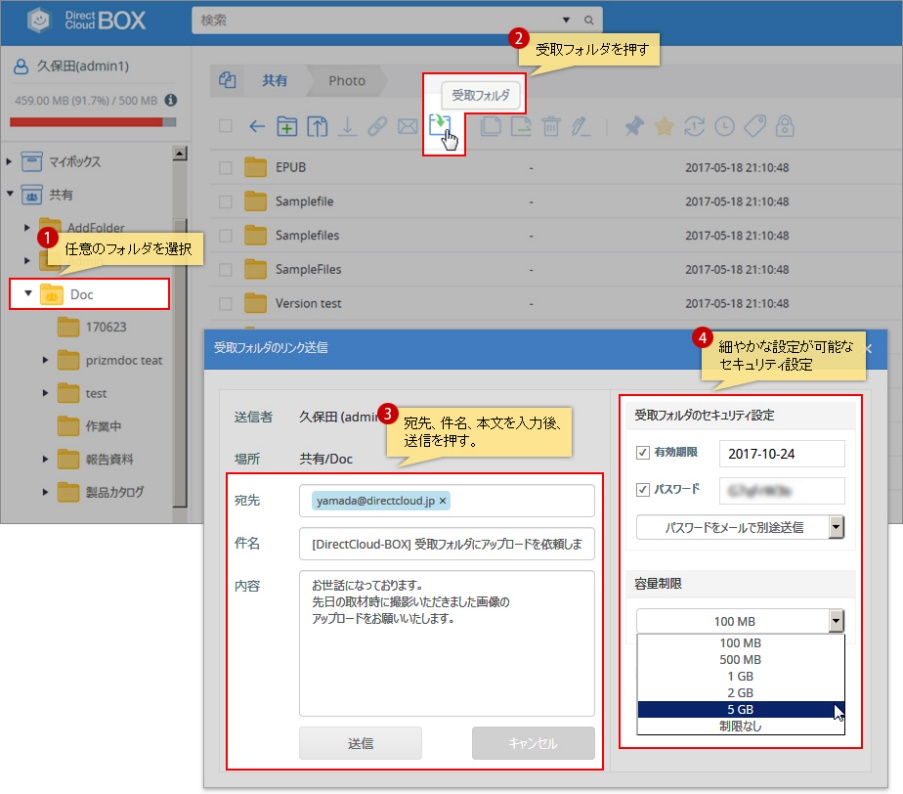 Direct Cloud BOX
検索
2 受取フォルダを押す
久保田(admin1)
共有 Photo
受取フォルダ
459.00 MB (91.7%) / 500 MB
マイボックス
共有
AddFolder
1 任意のフォルダを選択
Doc
170623
prizmdoc teat
test
作業中
報告資料
製品カタログ
EPUB - 2017-05-18 21:10:48
Samplefile - 2017-05-18 21:10:48
Samplefiles - 2017-05-18 21:10:48
SampleFiles - 2017-05-18 21:10:48
Version test - 2017-05-18 21:10:48
受取フォルダのリンク送信
4 細やかな設定が可能な
セキュリティ設定
送信者 久保田 (admin
3 宛先、件名、本文を入力後、
送信を押す。
場所 共有/Doc
宛先 yamada@directcloud.jp ×
件名 [DirectCloud-BOX] 受取フォルダにアップロードを依頼しま
内容 お世話になっております。
先日の取材時に撮影いただきました画像の
アップロードをお願いいたします。
送信 キャンセル
受取フォルダのセキュリティ設定
有効期限 2017-10-24
パスワード
パスワードをメールで別途送信
容量制限
100 MB
100 MB
500 MB
1 GB
2 GB
5 GB
制限なし